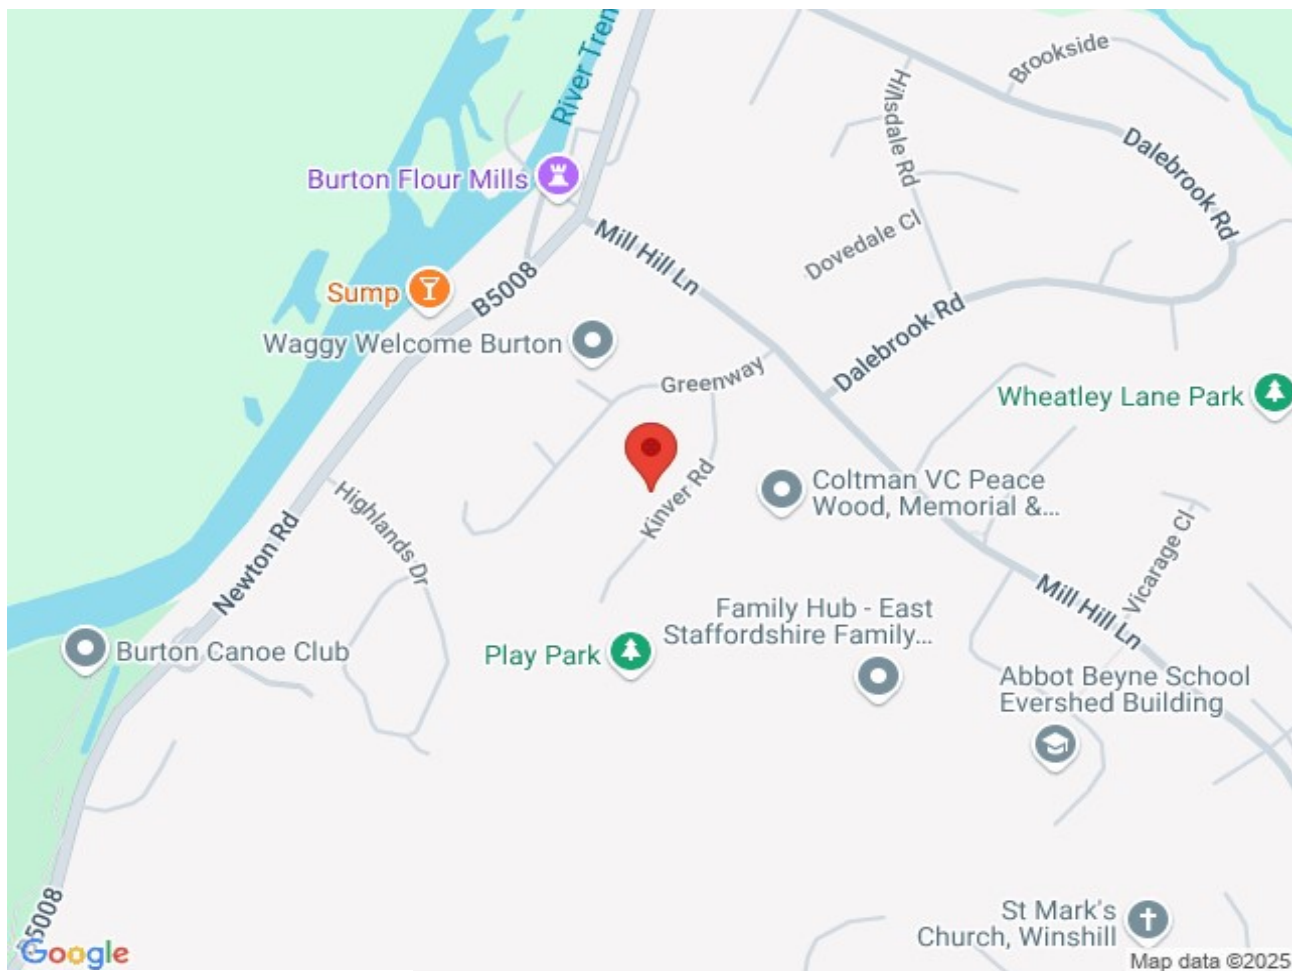 River Tren
Brookside
Hillsdale Rd
Dalebrook Rd
Burton Flour Mills
Mill Hill Ln
Dovedale Cl
Sump
B5008
Waggy Welcome Burton
Dalebrook Rd
Greenway
Wheatley Lane Park
Coltman VC Peace
Wood, Memorial &...
Kinver Rd
Highlands Dr
Newton Rd
Vicarage Cl
Mill Hill Ln
Family Hub - East
Staffordshire Family...
Burton Canoe Club
Play Park
Abbot Beyne School
Evershed Building
B5008
St Mark's
Church, Winshill
Google
Map data ©2025